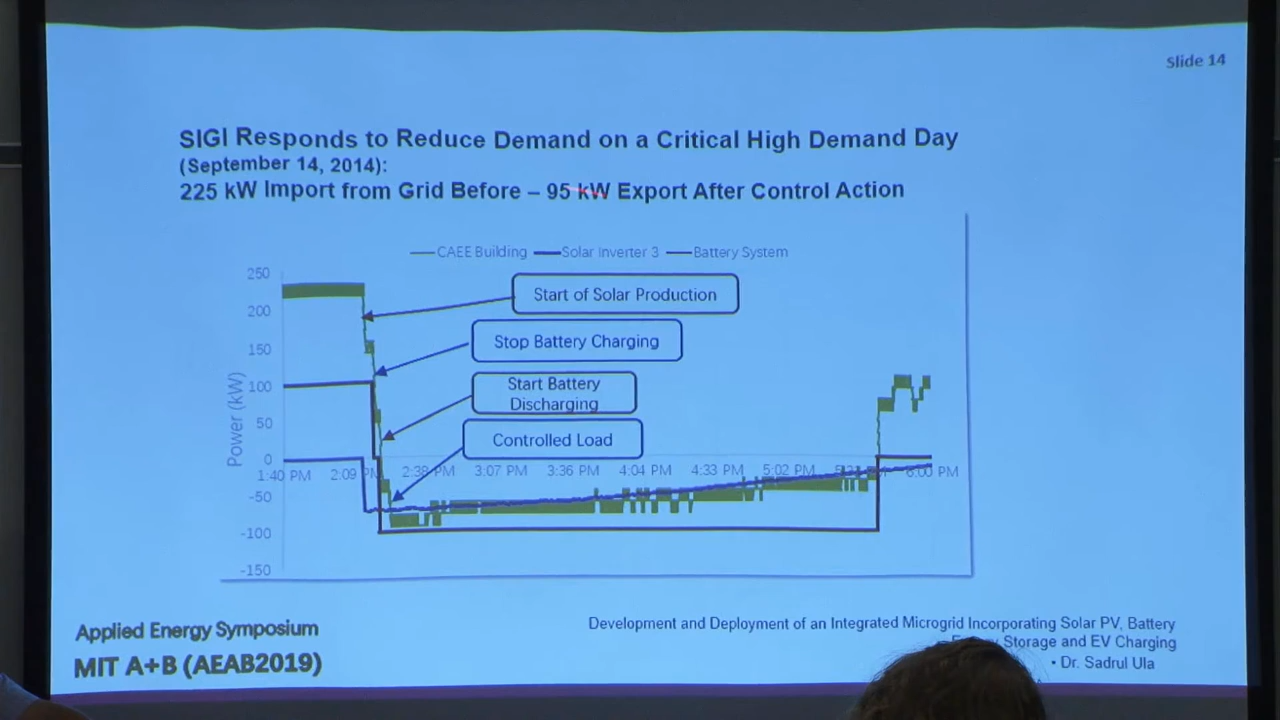 Slide 14
SIGI Responds to Reduce Demand on a Critical High Demand Day
(September 14, 2014):
225 kW Import from Grid Before – 95 kW Export After Control Action
CAEE Building Solar Inverter 3 Battery System
Power (kW)
250
200
150
100
50
0
-50
-100
-150
Start of Solar Production
Stop Battery Charging
Start Battery
Discharging
Controlled Load
1:40 PM 2:09 PM 2:38 PM 3:07 PM 3:36 PM 4:04 PM 4:33 PM 5:02 PM 6:00 PM
Applied Energy Symposium
MIT A+B (AEAB2019)
Development and Deployment of an Integrated Microgrid Incorporating Solar PV, Battery
Storage and EV Charging
• Dr. Sadrul Ula